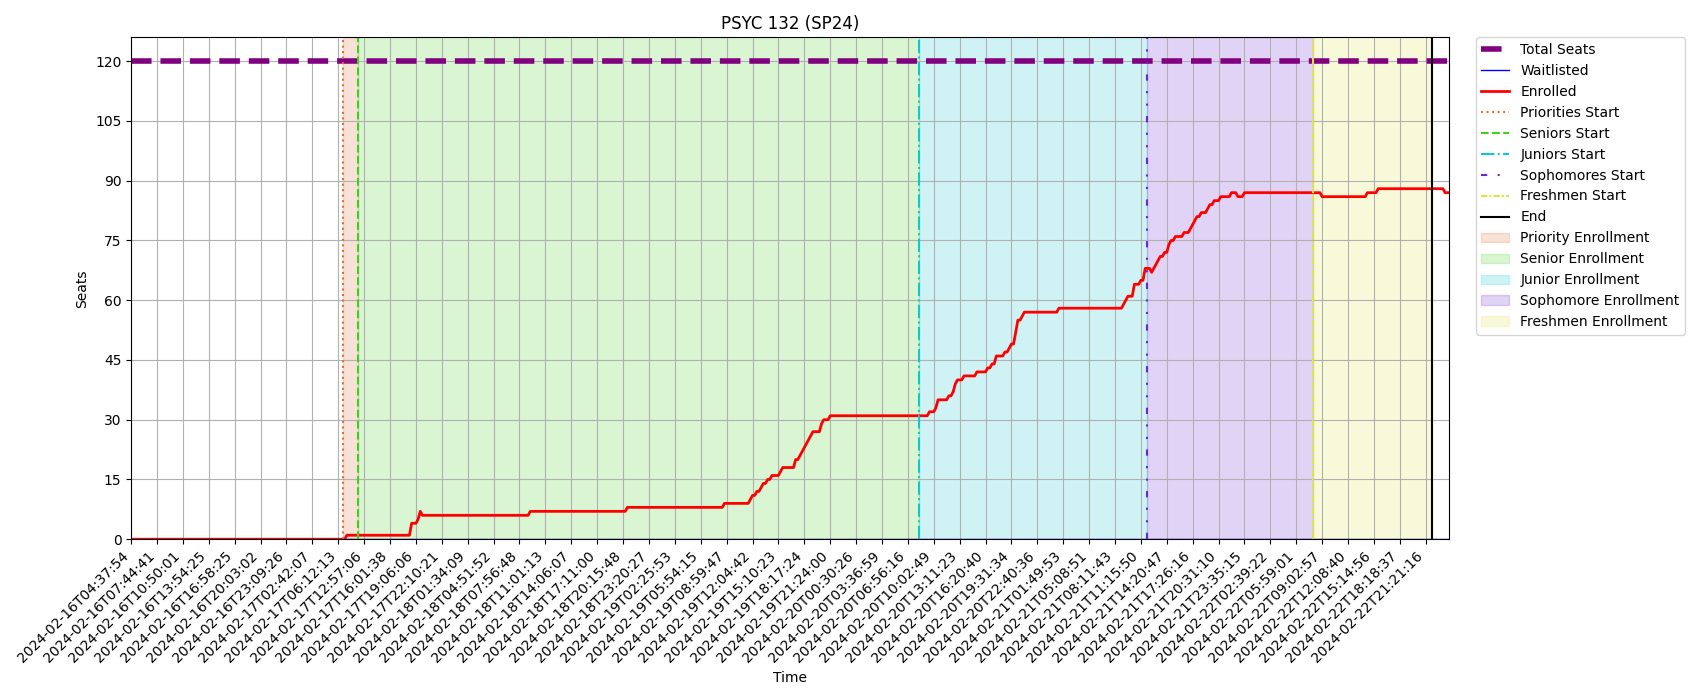 PSYC 132 (SP24)
120
105
90
75
60
45
30
15
0
Seats
2024-02-16T04:37:54
2024-02-16T07:44:41
2024-02-16T10:50:01
2024-02-16T13:54:25
2024-02-16T16:58:25
2024-02-16T20:03:02
2024-02-16T23:09:26
2024-02-17T02:42:07
2024-02-17T06:12:13
2024-02-17T12:57:06
2024-02-17T16:01:38
2024-02-17T19:06:06
2024-02-17T22:10:21
2024-02-18T01:34:09
2024-02-18T04:51:52
2024-02-18T07:56:48
2024-02-18T11:01:13
2024-02-18T14:06:07
2024-02-18T17:11:00
2024-02-18T20:15:48
2024-02-18T23:20:27
2024-02-19T02:25:53
2024-02-19T05:54:15
2024-02-19T08:59:47
2024-02-19T12:04:42
2024-02-19T15:10:23
2024-02-19T18:17:24
2024-02-19T21:24:00
2024-02-20T00:30:26
2024-02-20T03:36:59
2024-02-20T06:56:16
2024-02-20T10:02:49
2024-02-20T13:11:23
2024-02-20T16:20:40
2024-02-20T19:31:34
2024-02-20T22:40:36
2024-02-21T01:49:53
2024-02-21T05:08:51
2024-02-21T08:11:43
2024-02-21T11:15:50
2024-02-21T14:20:47
2024-02-21T17:26:16
2024-02-21T20:31:10
2024-02-21T23:35:15
2024-02-22T02:39:22
2024-02-22T05:59:01
2024-02-22T09:02:57
2024-02-22T12:08:40
2024-02-22T15:14:56
2024-02-22T18:18:37
2024-02-22T21:21:16
Time
Total Seats
Waitlisted
Enrolled
Priorities Start
Seniors Start
Juniors Start
Sophomores Start
Freshmen Start
End
Priority Enrollment
Senior Enrollment
Junior Enrollment
Sophomore Enrollment
Freshmen Enrollment